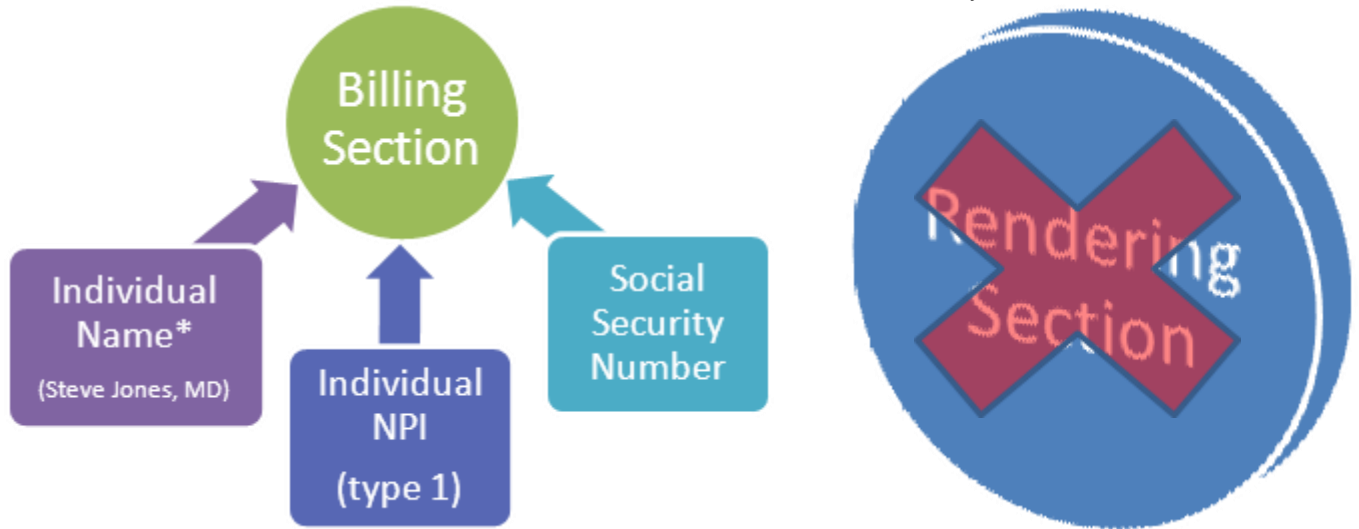 Billing
Section
Individual
Name*
(Steve Jones, MD)
Individual
NPI
(type 1)
Social
Security
Number
Rendering
Section